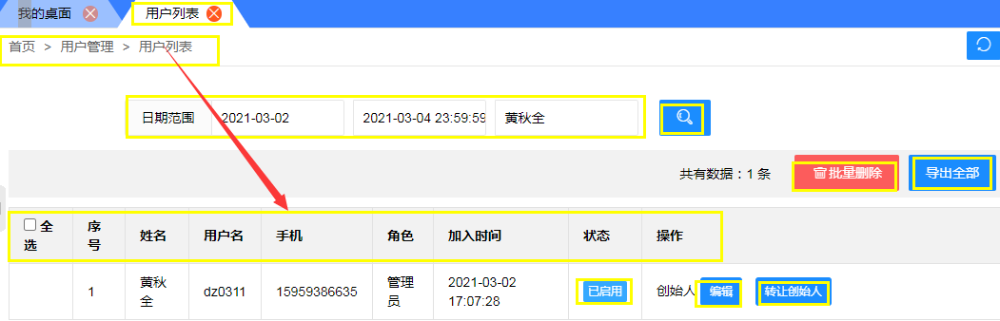 我的桌面 用户列表
首页 > 用户管理 > 用户列表
日期范围 2021-03-02 2021-03-04 23:59:59 黄秋全
共有数据：1 条 批量删除 导出全部
全选 序号 姓名 用户名 手机 角色 加入时间 状态 操作
1 黄秋全 dz0311 15959386635 管理员 2021-03-02 17:07:28 已启用 创始人 编辑 转让创始人